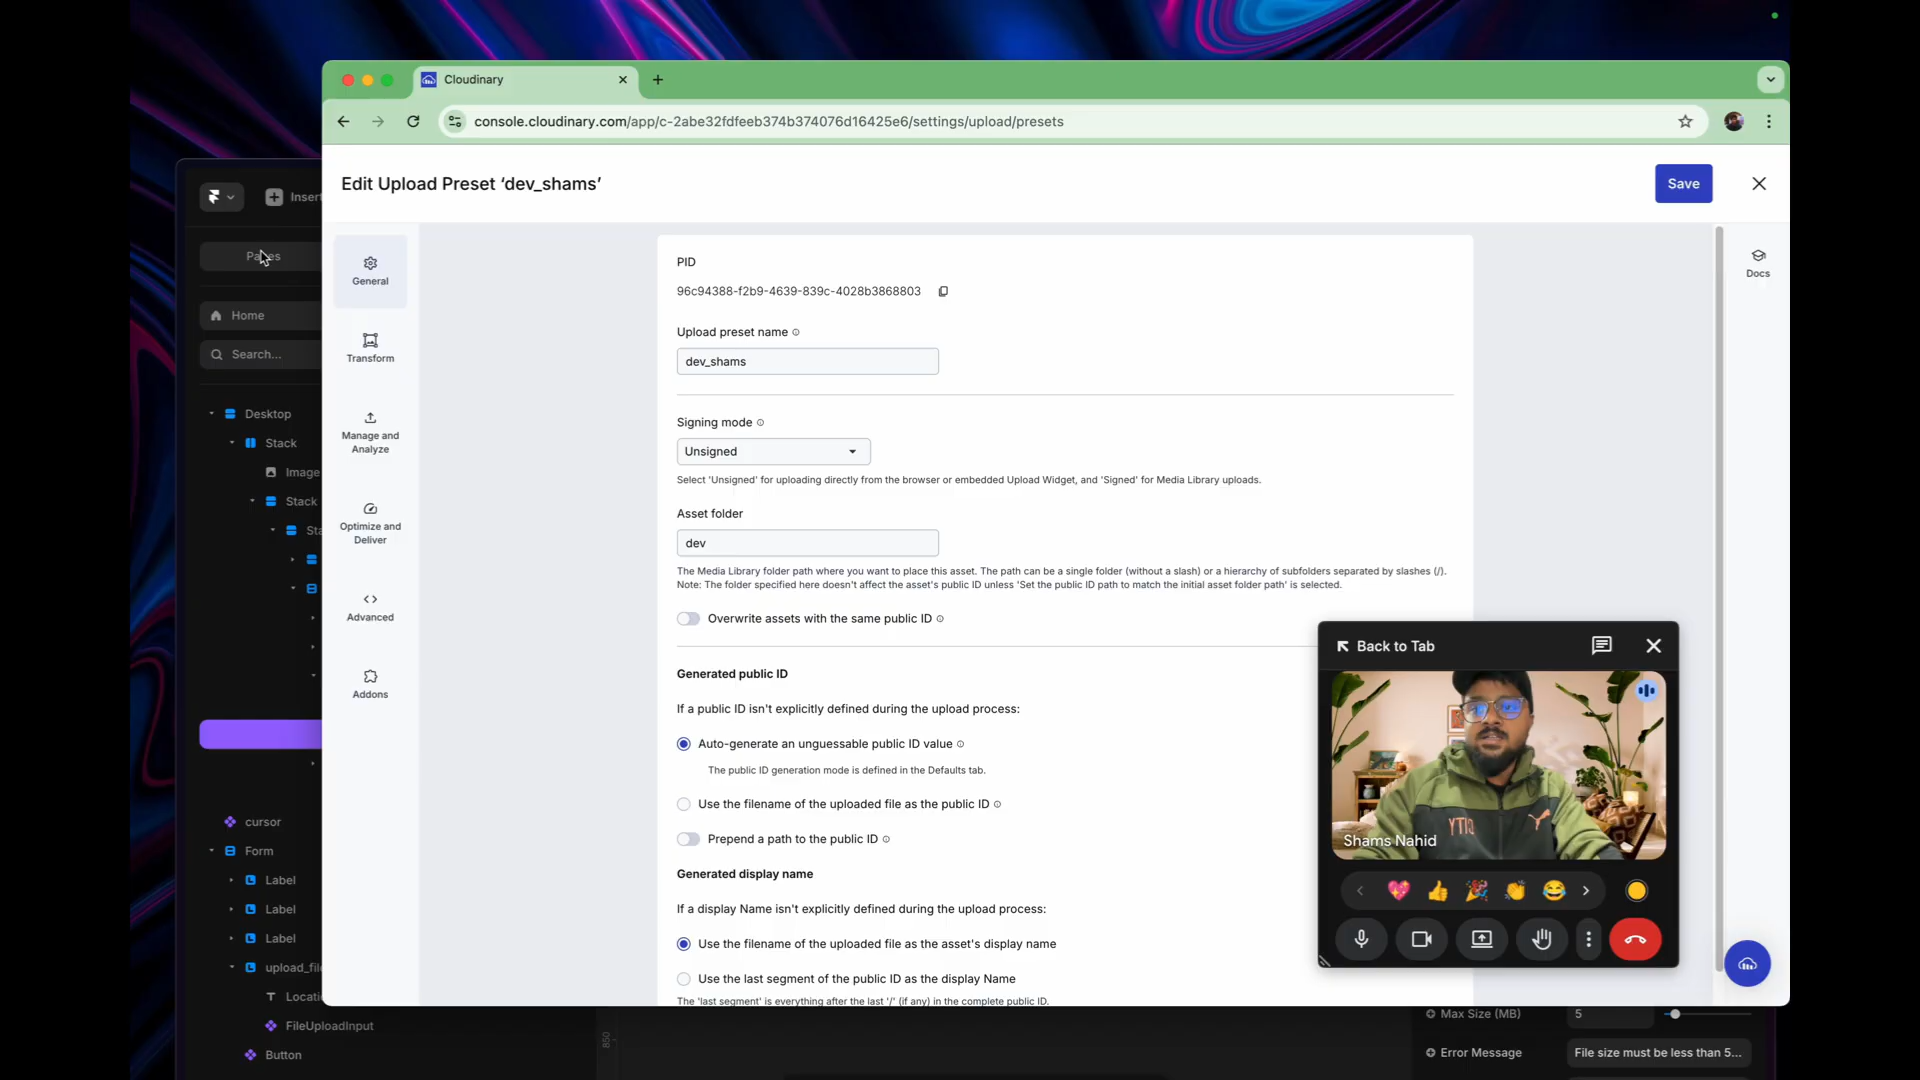 Cloudinary
console.cloudinary.com/app/c-2abe32fdfeeb374b374076d16425e6/settings/upload/presets
Edit Upload Preset ‘dev_shams’
Save
Insert
Pages
Home
Search...
Desktop
Stack
Image
Stack
Sta
cursor
Form
Label
Label
Label
upload_file
Locati
FileUploadInput
Button
General
Transform
Manage and
Analyze
Optimize and
Deliver
Advanced
Addons
PID
96c94388-f2b9-4639-839c-4028b3868803
Upload preset name
dev_shams
Signing mode
Unsigned
Select 'Unsigned' for uploading directly from the browser or embedded Upload Widget, and 'Signed' for Media Library uploads.
Asset folder
dev
The Media Library folder path where you want to place this asset. The path can be a single folder (without a slash) or a hierarchy of subfolders separated by slashes (/).
Note: The folder specified here doesn't affect the asset's public ID unless 'Set the public ID path to match the initial asset folder path' is selected.
Overwrite assets with the same public ID
Generated public ID
If a public ID isn't explicitly defined during the upload process:
Auto-generate an unguessable public ID value
The public ID generation mode is defined in the Defaults tab.
Use the filename of the uploaded file as the public ID
Prepend a path to the public ID
Generated display name
If a display Name isn't explicitly defined during the upload process:
Use the filename of the uploaded file as the asset's display name
Use the last segment of the public ID as the display Name
The 'last segment' is everything after the last '/' (if any) in the complete public ID.
Docs
Back to Tab
CITY
Shams Nahid
850
Max Size (MB)
5
Error Message
File size must be less than 5...